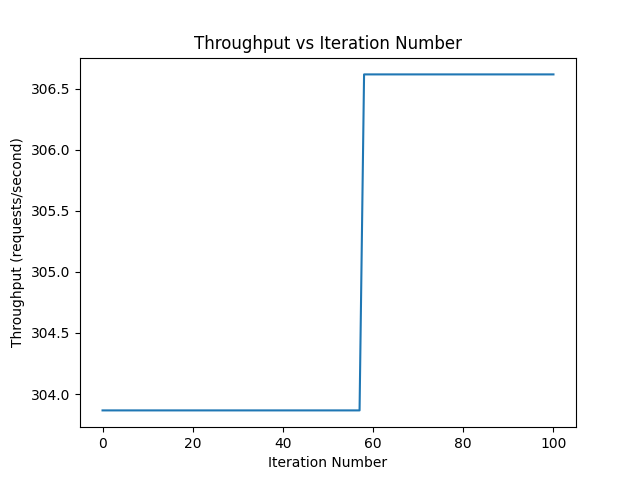 Throughput vs Iteration Number
Throughput (requests/second)
306.5
306.0
305.5
305.0
304.5
304.0
0 20 40 60 80 100
Iteration Number